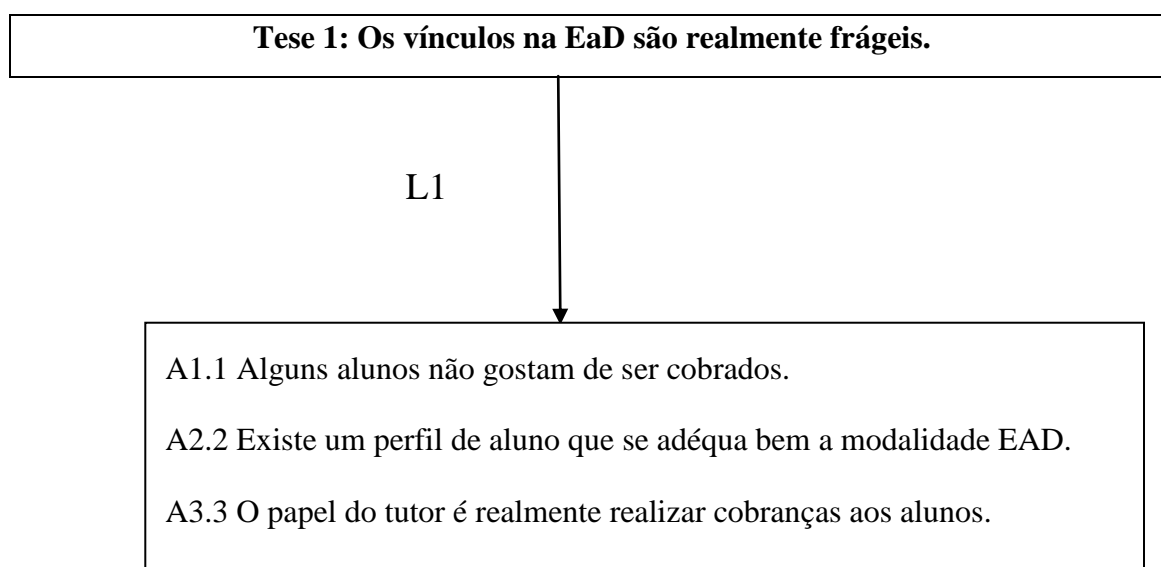 Tese 1: Os vínculos na EaD são realmente frágeis.
L1
A1.1 Alguns alunos não gostam de ser cobrados.
A2.2 Existe um perfil de aluno que se adéqua bem a modalidade EAD.
A3.3 O papel do tutor é realmente realizar cobranças aos alunos.